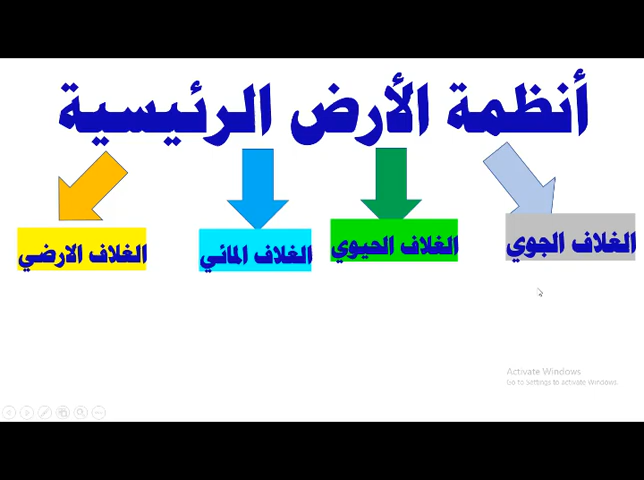 أنظمة الأرض الرئيسية
الغلاف الجوي
الغلاف الحيوي
الغلاف المائي
الغلاف الارضي
Activate Windows
Go to Settings to activate Windows.